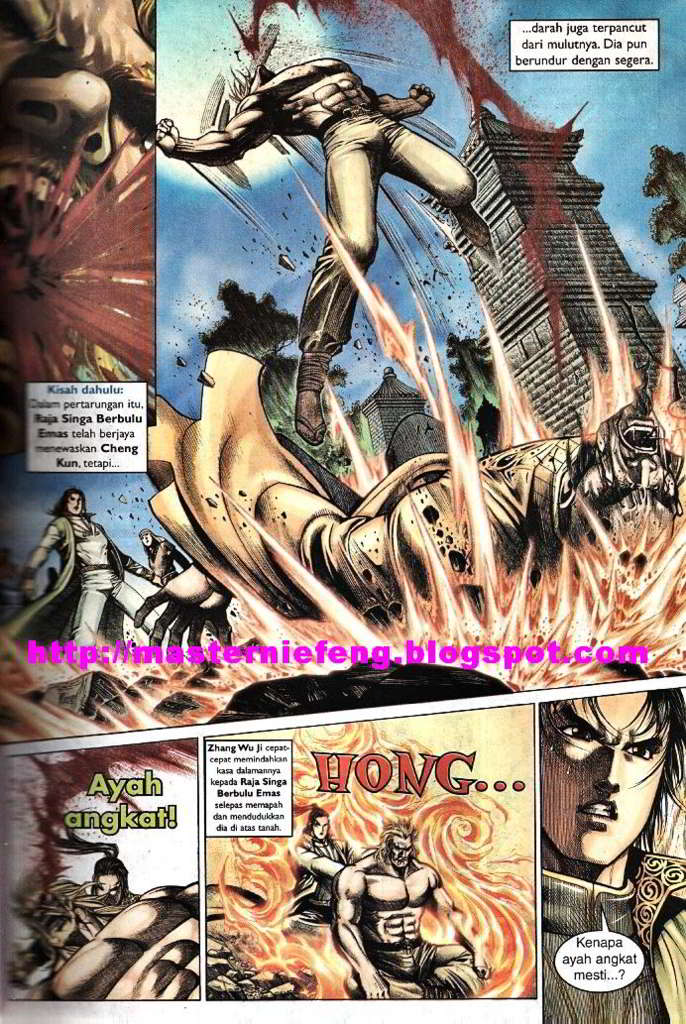 Kisah dahulu:
Dalam pertarungan itu,
Raja Singa Berbulu
Emas telah berjaya
menewaskan Cheng
Kun, tetapi...
...darah juga terpancut
dari mulutnya. Dia pun
berundur dengan segera.
http://masterniefeng.blogspot.com
Ayah
angkat!
Zhang Wu Ji cepat-
cepat memindahkan
kasa dalamannya
kepada Raja Singa
Berbulu Emas
selepas memapah
dan mendudukkan
dia di atas tanah.
HONG...
Kenapa
ayah angkat
mesti...?